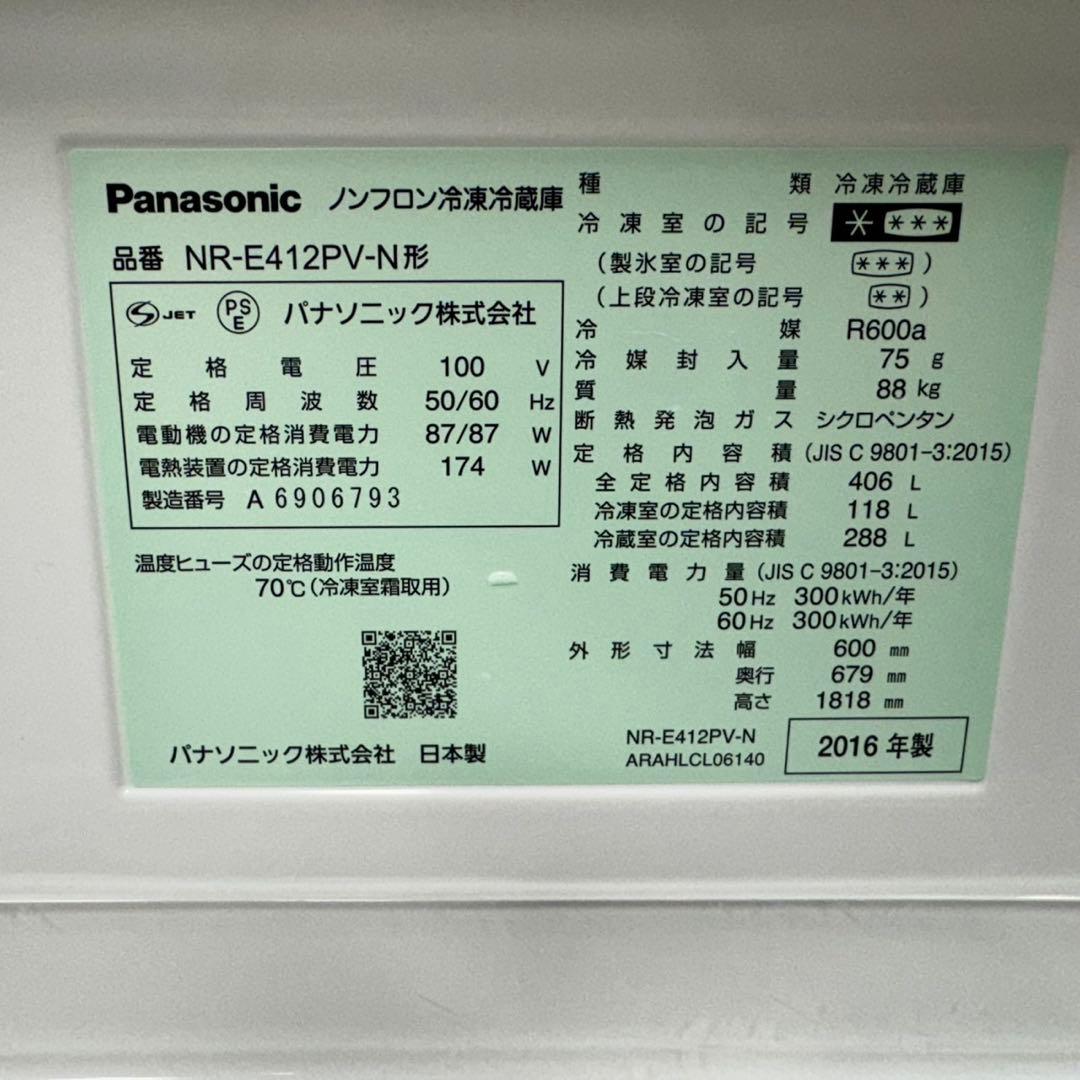 Panasonic ノンフロン冷凍冷蔵庫
品番 NR-E412PV-N形
JET PSE パナソニック株式会社
定格電圧 100 V
定格周波数 50/60 Hz
電動機の定格消費電力 87/87 W
電熱装置の定格消費電力 174 W
製造番号 A 6906793
温度ヒューズの定格動作温度
70℃(冷凍室霜取用)
パナソニック株式会社 日本製
種類 冷凍冷蔵庫
冷凍室の記号 * ***
(製氷室の記号 ***)
(上段冷凍室の記号 **)
冷媒 R600a
冷媒封入量 75 g
質量 88 kg
断熱発泡ガス シクロペンタン
定格内容積 (JIS C 9801-3:2015)
全定格内容積 406 L
冷凍室の定格内容積 118 L
冷蔵室の定格内容積 288 L
消費電力量 (JIS C 9801-3:2015)
50Hz 300kWh/年
60Hz 300kWh/年
外形寸法 幅 600 mm
奥行 679 mm
高さ 1818 mm
NR-E412PV-N
ARAHLCL06140
2016年製